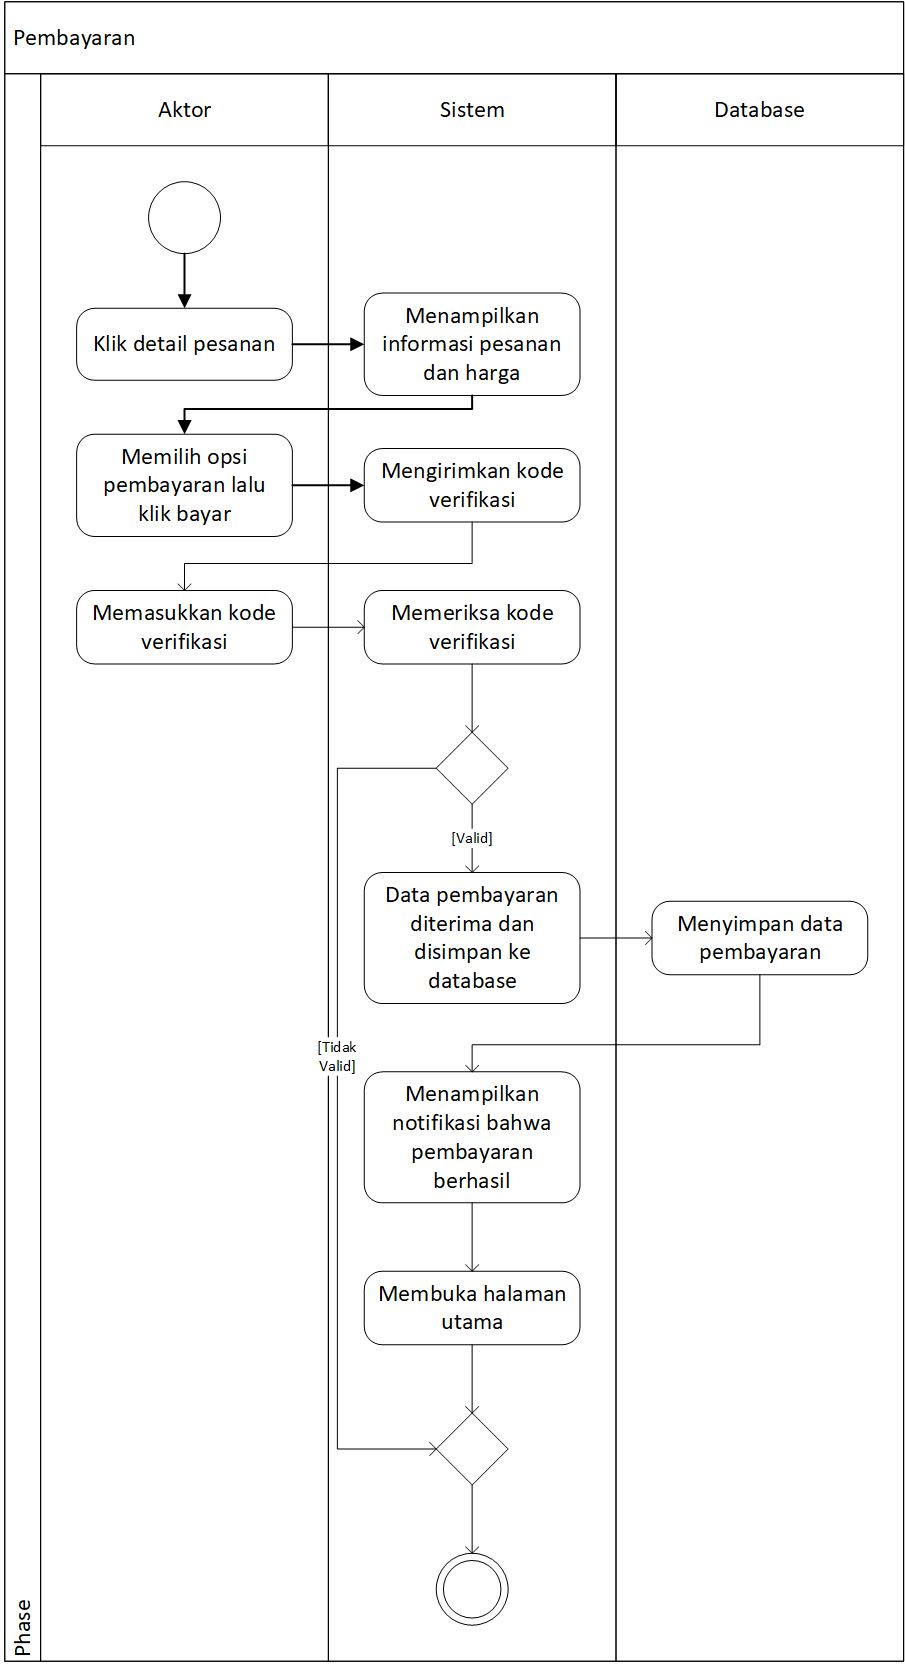 Pembayaran
Aktor
Sistem
Database
Klik detail pesanan
Menampilkan
informasi pesanan
dan harga
Memilih opsi
pembayaran lalu
klik bayar
Mengirimkan kode
verifikasi
Memasukkan kode
verifikasi
Memeriksa kode
verifikasi
[Valid]
Data pembayaran
diterima dan
disimpan ke
database
Menyimpan data
pembayaran
[Tidak
Valid]
Menampilkan
notifikasi bahwa
pembayaran
berhasil
Membuka halaman
utama
Phase